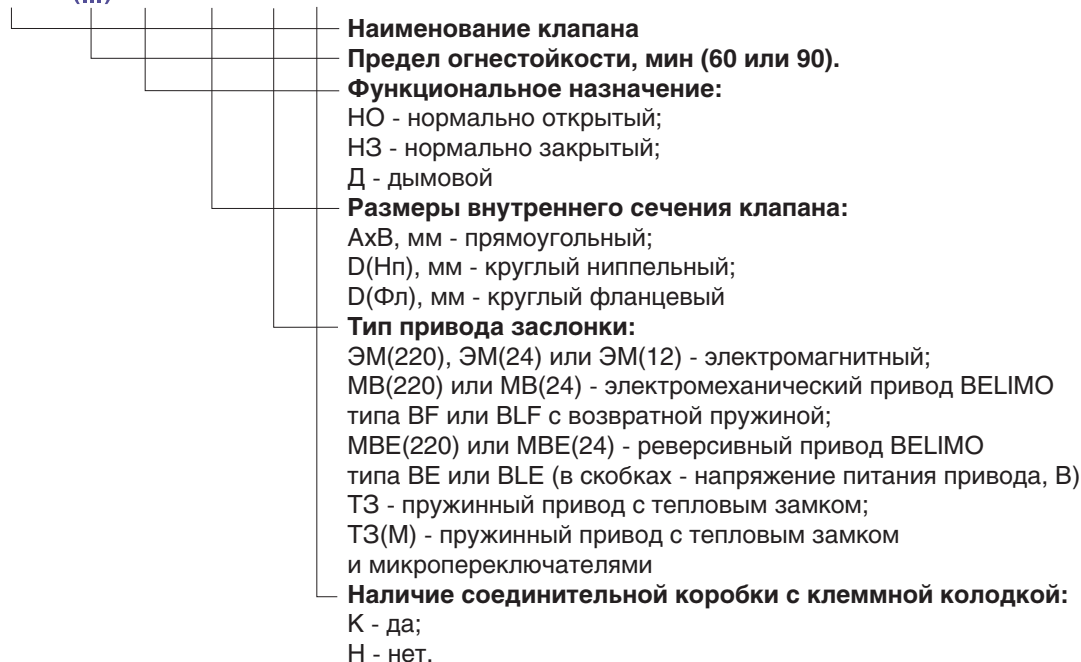 Наименование клапана
Предел огнестойкости, мин (60 или 90).
Функциональное назначение:
НО - нормально открытый;
НЗ - нормально закрытый;
Д - дымовой
Размеры внутреннего сечения клапана:
АхВ, мм - прямоугольный;
D(Нп), мм - круглый ниппельный;
D(Фл), мм - круглый фланцевый
Тип привода заслонки:
ЭМ(220), ЭМ(24) или ЭМ(12) - электромагнитный;
МВ(220) или МВ(24) - электромеханический привод BELIMO
типа BF или BLF с возвратной пружиной;
МВЕ(220) или МВЕ(24) - реверсивный привод BELIMO
типа BE или BLE (в скобках - напряжение питания привода, В)
ТЗ - пружинный привод с тепловым замком;
ТЗ(М) - пружинный привод с тепловым замком
и микропереключателями
Наличие соединительной коробки с клеммной колодкой:
К - да;
Н - нет.